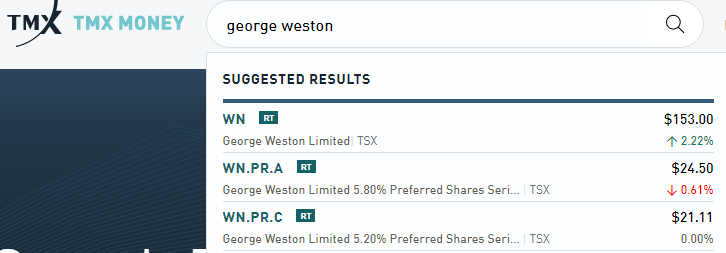 TMX TMX MONEY
george weston
SUGGESTED RESULTS
WN RT $153.00
George Weston Limited | TSX ↑ 2.22%
WN.PR.A RT $24.50
George Weston Limited 5.80% Preferred Shares Seri... | TSX ↓ 0.61%
WN.PR.C RT $21.11
George Weston Limited 5.20% Preferred Shares Seri... | TSX 0.00%